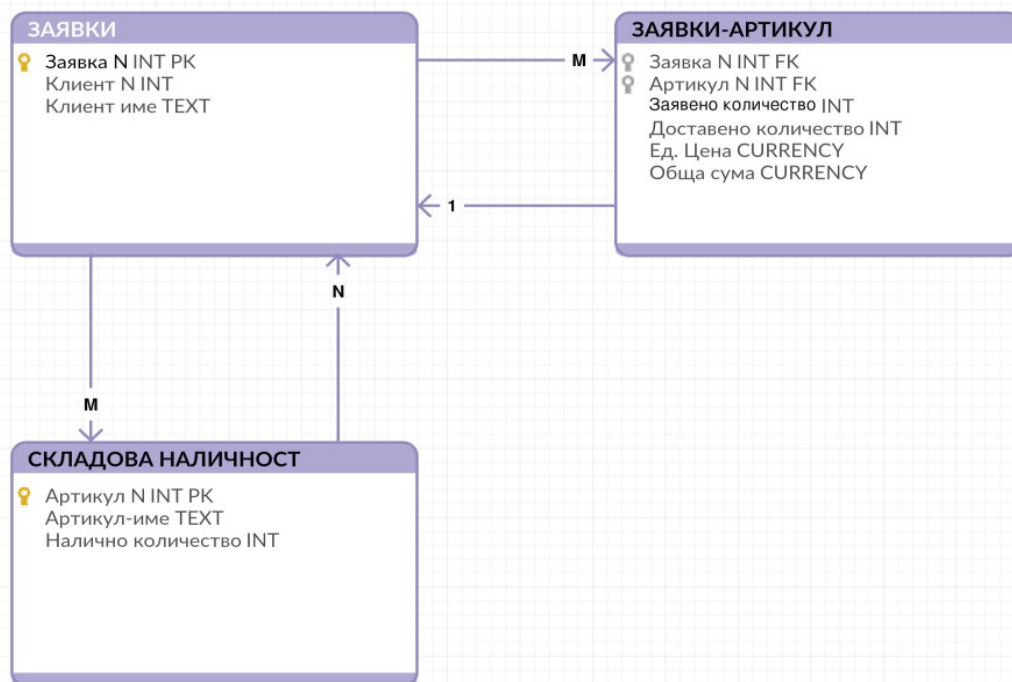 ЗАЯВКИ
Заявка N INT PK
Клиент N INT
Клиент име TEXT
M
ЗАЯВКИ-АРТИКУЛ
Заявка N INT FK
Артикул N INT FK
Заявено количество INT
Доставено количество INT
Ед. Цена CURRENCY
Обща сума CURRENCY
1
N
M
СКЛАДОВА НАЛИЧНОСТ
Артикул N INT PK
Артикул-име TEXT
Налично количество INT